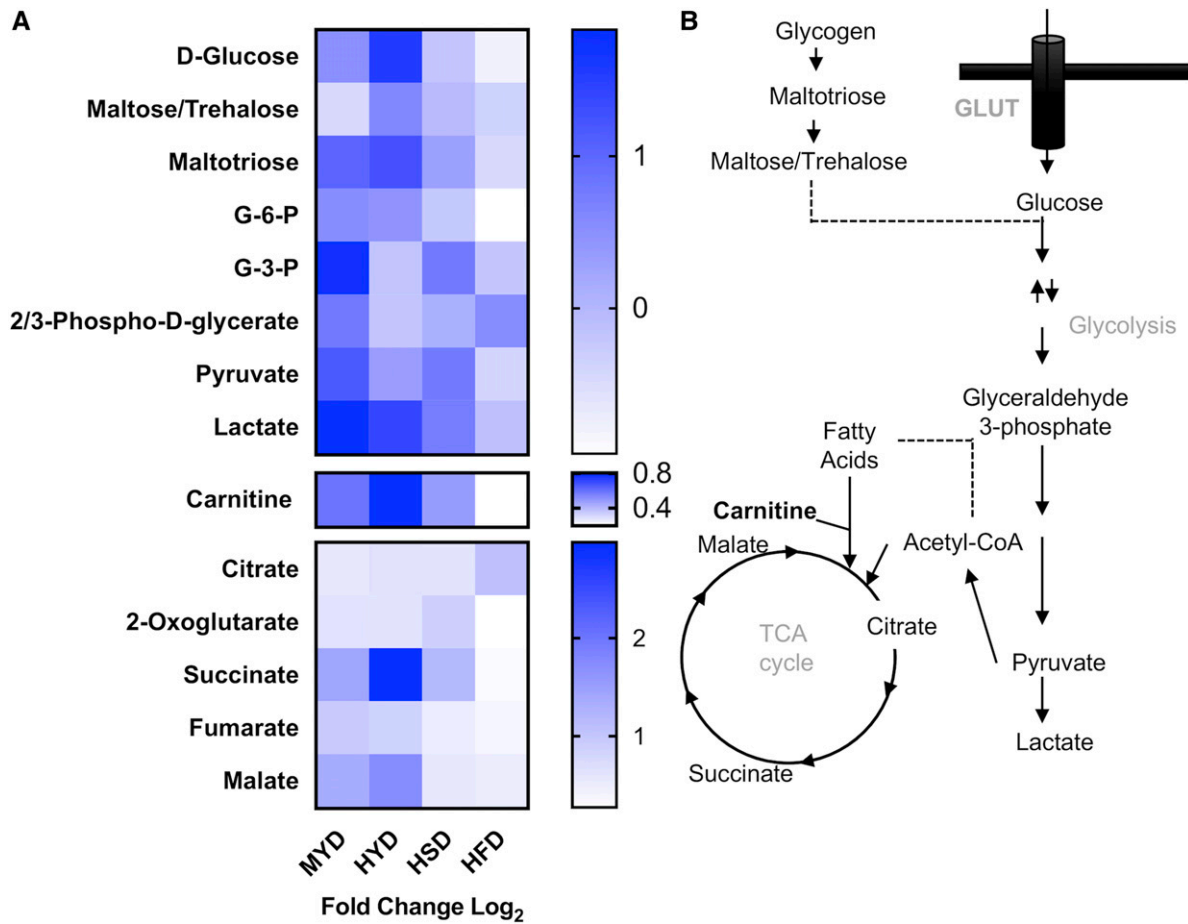 A
D-Glucose
Maltose/Trehalose
Maltotriose
G-6-P
G-3-P
2/3-Phospho-D-glycerate
Pyruvate
Lactate
1
0
Carnitine
0.8
0.4
Citrate
2-Oxoglutarate
Succinate
Fumarate
Malate
2
1
MYD
HYD
HSD
HFD
Fold Change Log₂
B
Glycogen
Maltotriose
Maltose/Trehalose
GLUT
Glucose
Glycolysis
Glyceraldehyde
3-phosphate
Fatty
Acids
Carnitine
Malate
Acetyl-CoA
TCA
cycle
Citrate
Pyruvate
Succinate
Lactate